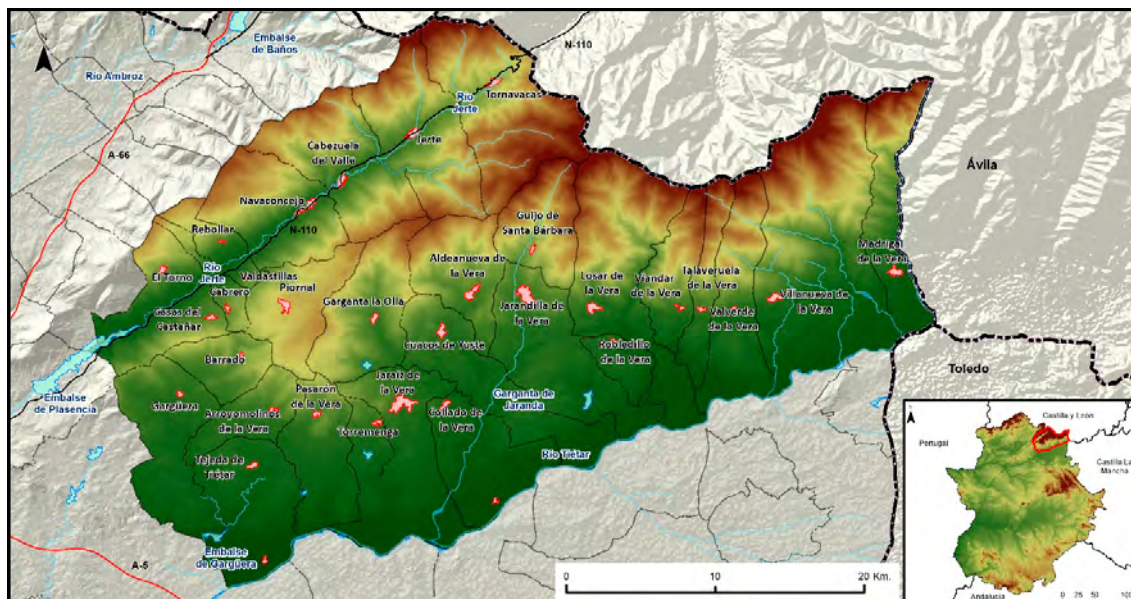 Embalse
de Baños
N-110
Río Ambroz
Tornavacas
Río
Jerte
Jerte
Cabezuela
del Valle
A-66
Ávila
Navaconcejo
Rebollar
N-110
Guijo de
Santa Bárbara
Madrigal
de la Vera
Aldeanueva de
la Vera
El Torno
Río
Jerte
Valdastillas
Piornal
Cabrero
Losar de
la Vera
Viandar
de la Vera
Talaveruela
de la Vera
Villanueva de
la Vera
Garganta la Olla
Jarandilla de
la Vera
Valverde
de la Vera
Casas del
Castañar
Cuacos de Yuste
Robledillo de
la Vera
Barrado
Toledo
Embalse
de Plasencia
Gargüera
Pasarón
de la Vera
Jaraíz de
la Vera
Garganta de
Jaranda
Arroyomolinos
de la Vera
Collado de
la Vera
Torremenga
Tejeda de
Tiétar
Río Tiétar
Embalse
de Gargüera
A-5
0 10 20 Km.
Castilla y León
Portugal
Castilla La
Mancha
Andalucía
0 25 50 100